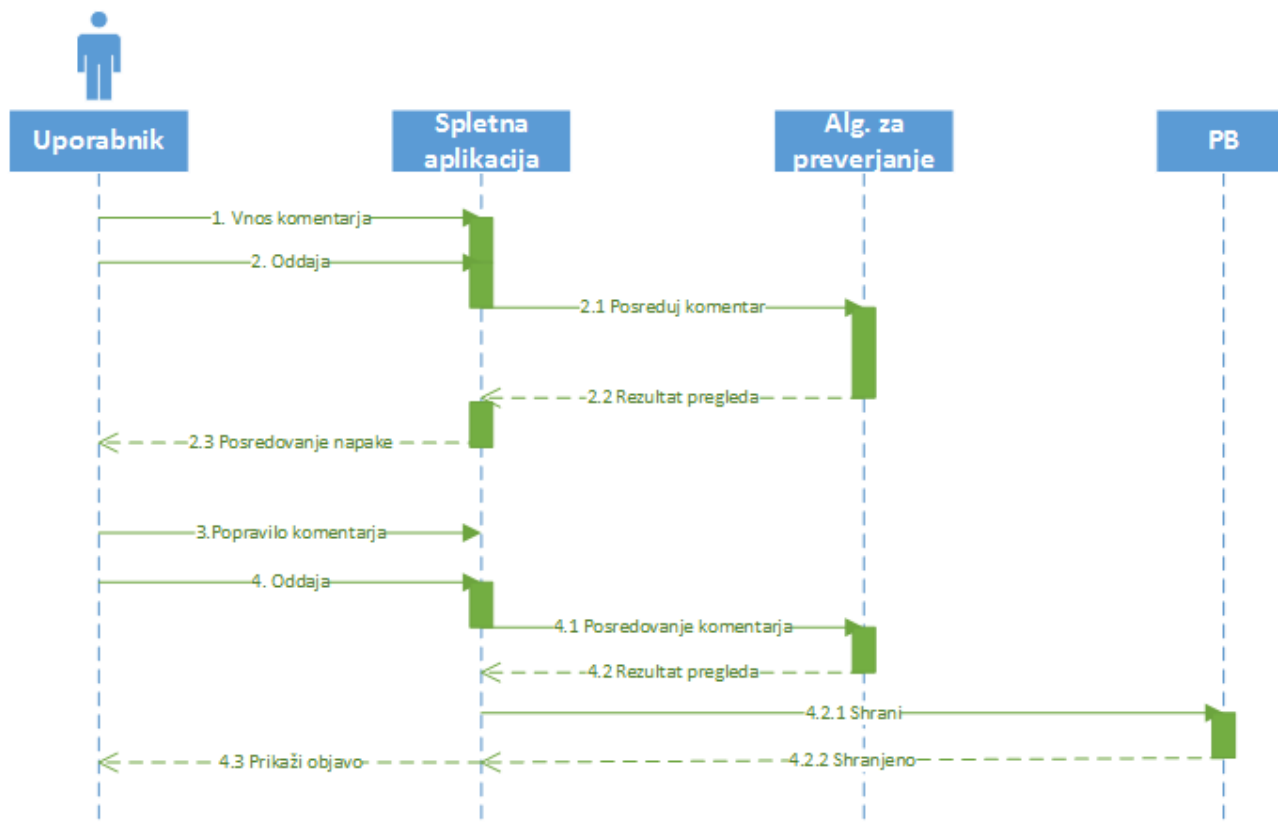 Uporabnik
Spletna
aplikacija
Alg. za
preverjanje
PB
1. Vnos komentarja
2. Oddaja
2.1 Posreduj komentar
2.2 Rezultat pregleda
2.3 Posredovanje napake
3.Popravilo komentarja
4. Oddaja
4.1 Posredovanje komentarja
4.2 Rezultat pregleda
4.2.1 Shrani
4.3 Prikaži objavo
4.2.2 Shranjeno